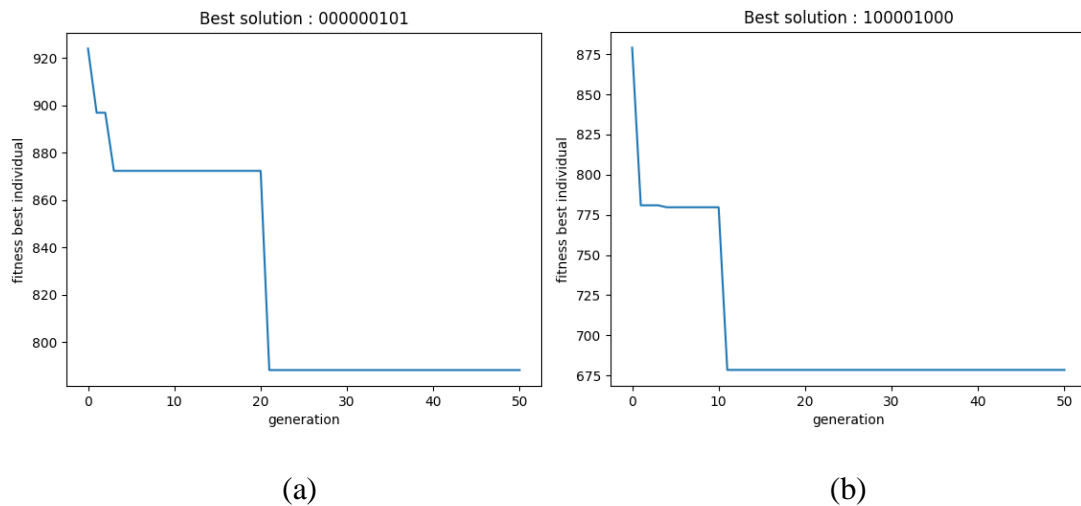 Best solution : 000000101
920
900
880
860
840
820
800
fitness best individual
0 10 20 30 40 50
generation
(a)
Best solution : 100001000
875
850
825
800
775
750
725
700
675
fitness best individual
0 10 20 30 40 50
generation
(b)